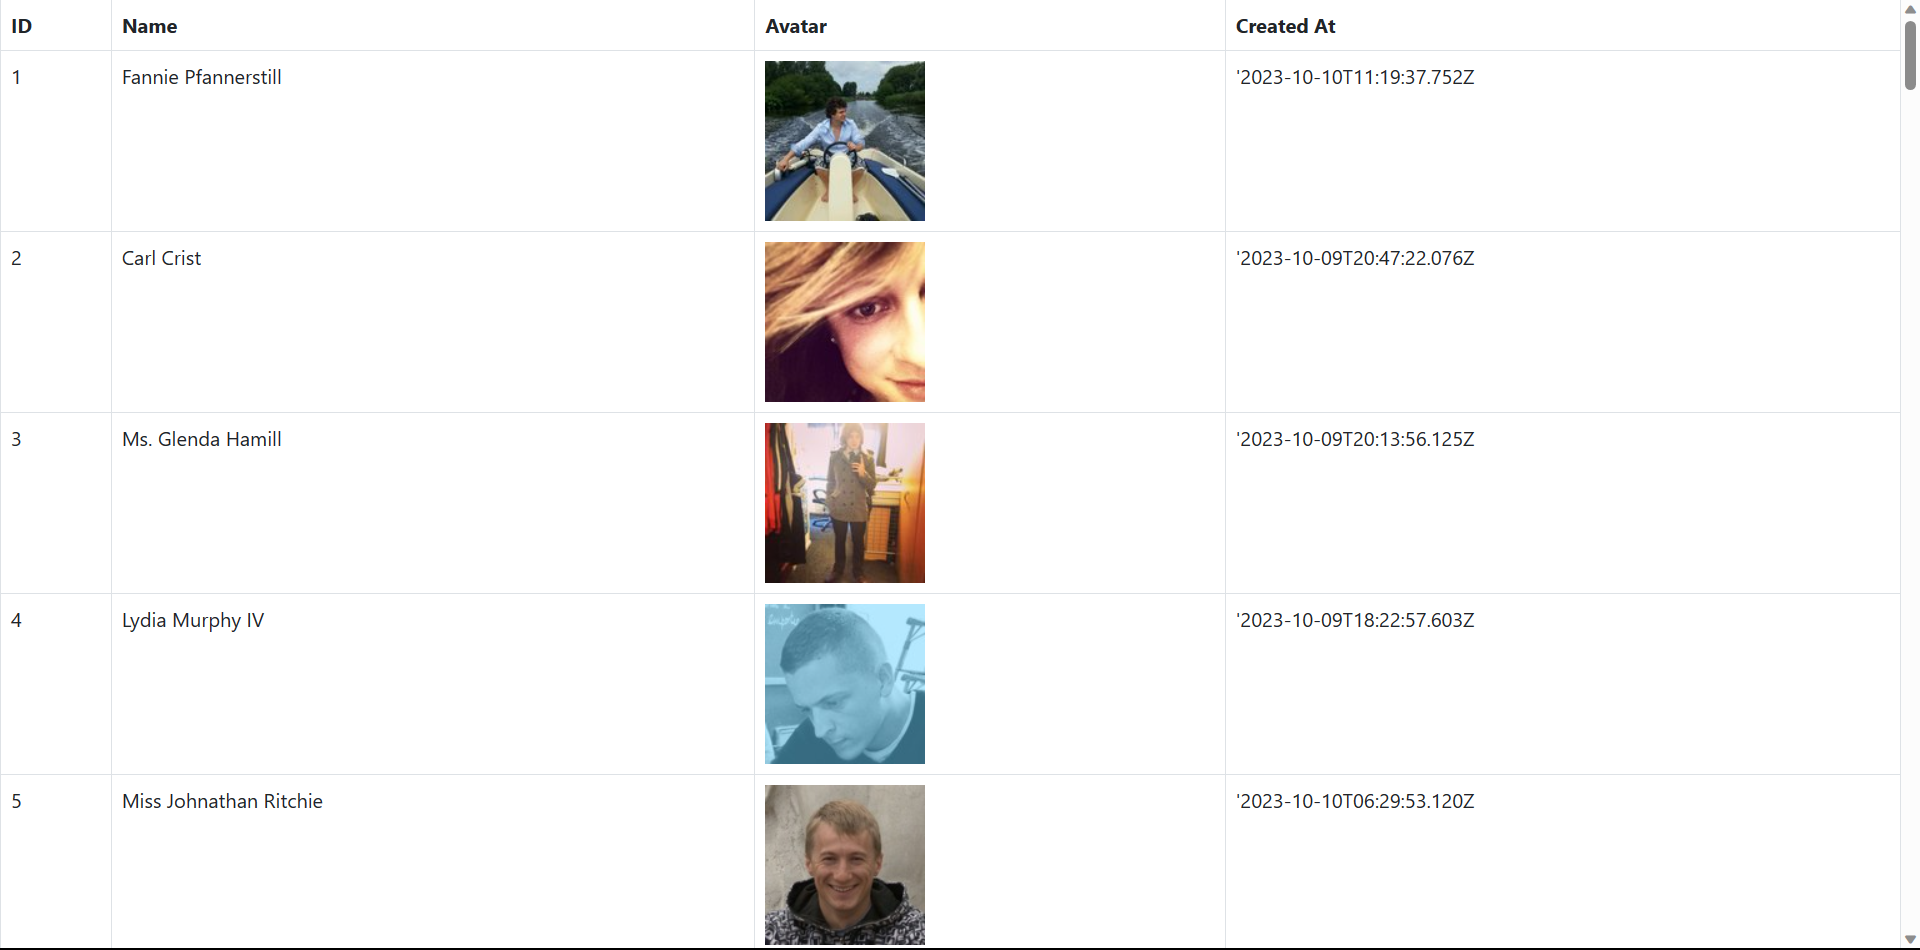 ID Name Avatar Created At
1 Fannie Pfannerstill '2023-10-10T11:19:37.752Z
2 Carl Crist '2023-10-09T20:47:22.076Z
3 Ms. Glenda Hamill '2023-10-09T20:13:56.125Z
4 Lydia Murphy IV '2023-10-09T18:22:57.603Z
5 Miss Johnathan Ritchie '2023-10-10T06:29:53.120Z